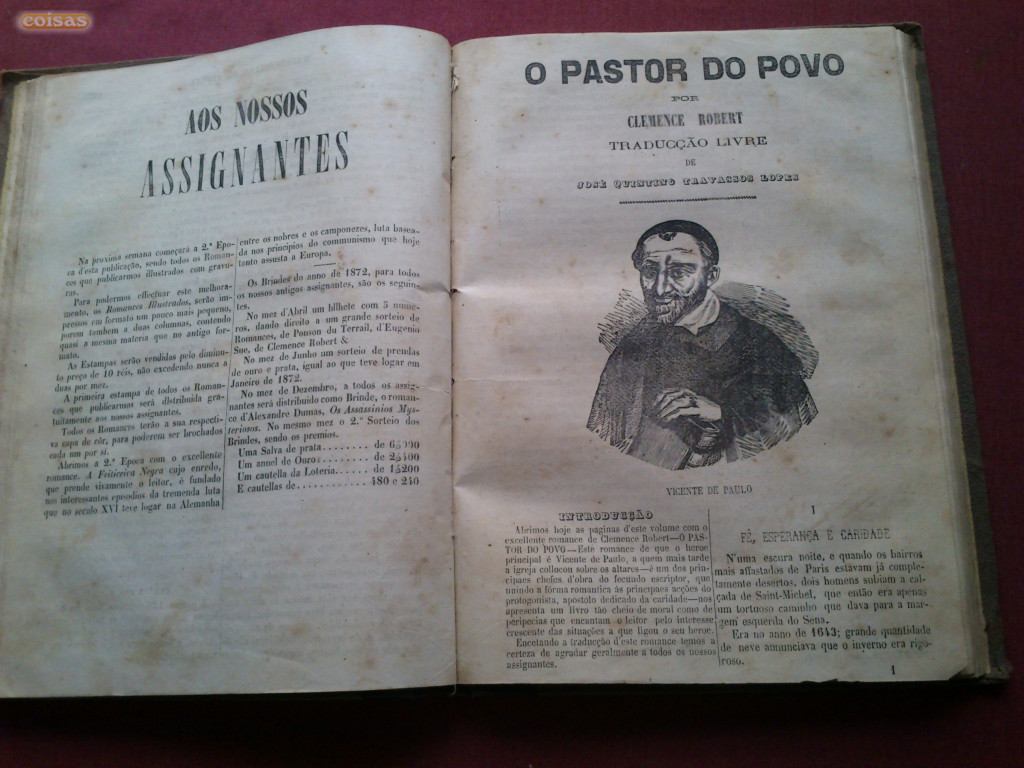 coisas
AOS NOSSOS
ASSIGNANTES
Na proxima semana começará a 2.ª Epo-
ca d'esta publicação, sendo todos os Roman-
ces que publicarmos illustrados com gravu-
ras.
Para podermos effectuar este melhora-
mento, os Romances Illustrados, serão im-
pressos em formato um pouco mais pequeno,
porem tambem a duas columnas, contendo
quasi a mesma materia que no antigo for-
mato.
As Estampas serão vendidas pelo diminu-
to preço de 10 réis, não excedendo nunca a
duas por mez.
A primeira estampa de todos os Roman-
ces que publicarmos será distribuida gra-
tuitamente aos nossos assignantes.
Todos os Romances terão a sua respecti-
va capa de côr, para poderem ser brochados
cada um por si.
Abrimos a 2.ª Epoca com o excellente
romance. A Feiticeira Negra cujo enredo,
que prende vivamente o leitor, é fundado
nos interessantes episodios da tremenda luta
que no seculo XVI teve logar na Alemanha
entre os nobres e os camponezes, luta basea-
da nos principios do communismo que hoje
tanto assusta a Europa.
Os Brindes do anno de 1872, para todos
os nossos antigos assignantes, são os seguin-
tes.
No mez d'Abril um bilhete com 5 nume-
ros, dando direito a um grande sorteio de
Romances, de Ponson du Terrail, d'Eugenio
Sue, de Clemence Robert &
No mez de Junho um sorteio de prendas
de ouro e prata, igual ao que teve logar em
Janeiro de 1872.
No mez de Dezembro, a todos os assig-
nantes será distribuido como Brinde, o roman-
ce d'Alexandre Dumas, Os Assassinios Mys-
teriosos. No mesmo mez o 2.º Sorteio dos
Brindes, sendo os premios.
Uma Salva de prata........ de
Um annel de Ouro........ de
Um cautella da Loteria..... de 1$200
E cautellas de............ 480 e 240
O PASTOR DO POVO
POR
CLEMENCE ROBERT
TRADUCÇÃO LIVRE
DE
JOSÉ QUINTINO TRAVASSOS LOPES
VICENTE DE PAULO
INTRODUCÇÃO
Abrimos hoje as paginas d'este volume com o
excellente romance de Clemence Robert—O PAS-
TOR DO POVO—Este romance de que o heroe
principal é Vicente de Paulo, a quem mais tarde
a igreja collocou sobre os altares—é um dos prin-
cipaes chefes d'obra do fecundo escriptor, que
unindo a fórma romantica ás principaes acções do
protogonista, apostolo dedicado da caridade—nos
apresenta um livro tão cheio de moral como de
peripecias que encantam o leitor pelo interesse
crescente das situações a que ligou o seu heroe.
Encetando a traducção d'este romance temos a
certeza de agradar geralmente a todos os nossos
assignantes.
I
FÉ, ESPERANÇA E CARIDADE
N'uma escura noite, e quando os bairros
mais affastados de Paris estavam já comple-
tamente desertos, dois homens subiam a cal-
çada de Saint-Michel, que então era apenas
um tortuoso caminho que dava para a mar-
gem esquerda do Sena.
Era no anno de 1643; grande quantidade
de neve annunciava que o inverno era rigo-
roso.
1